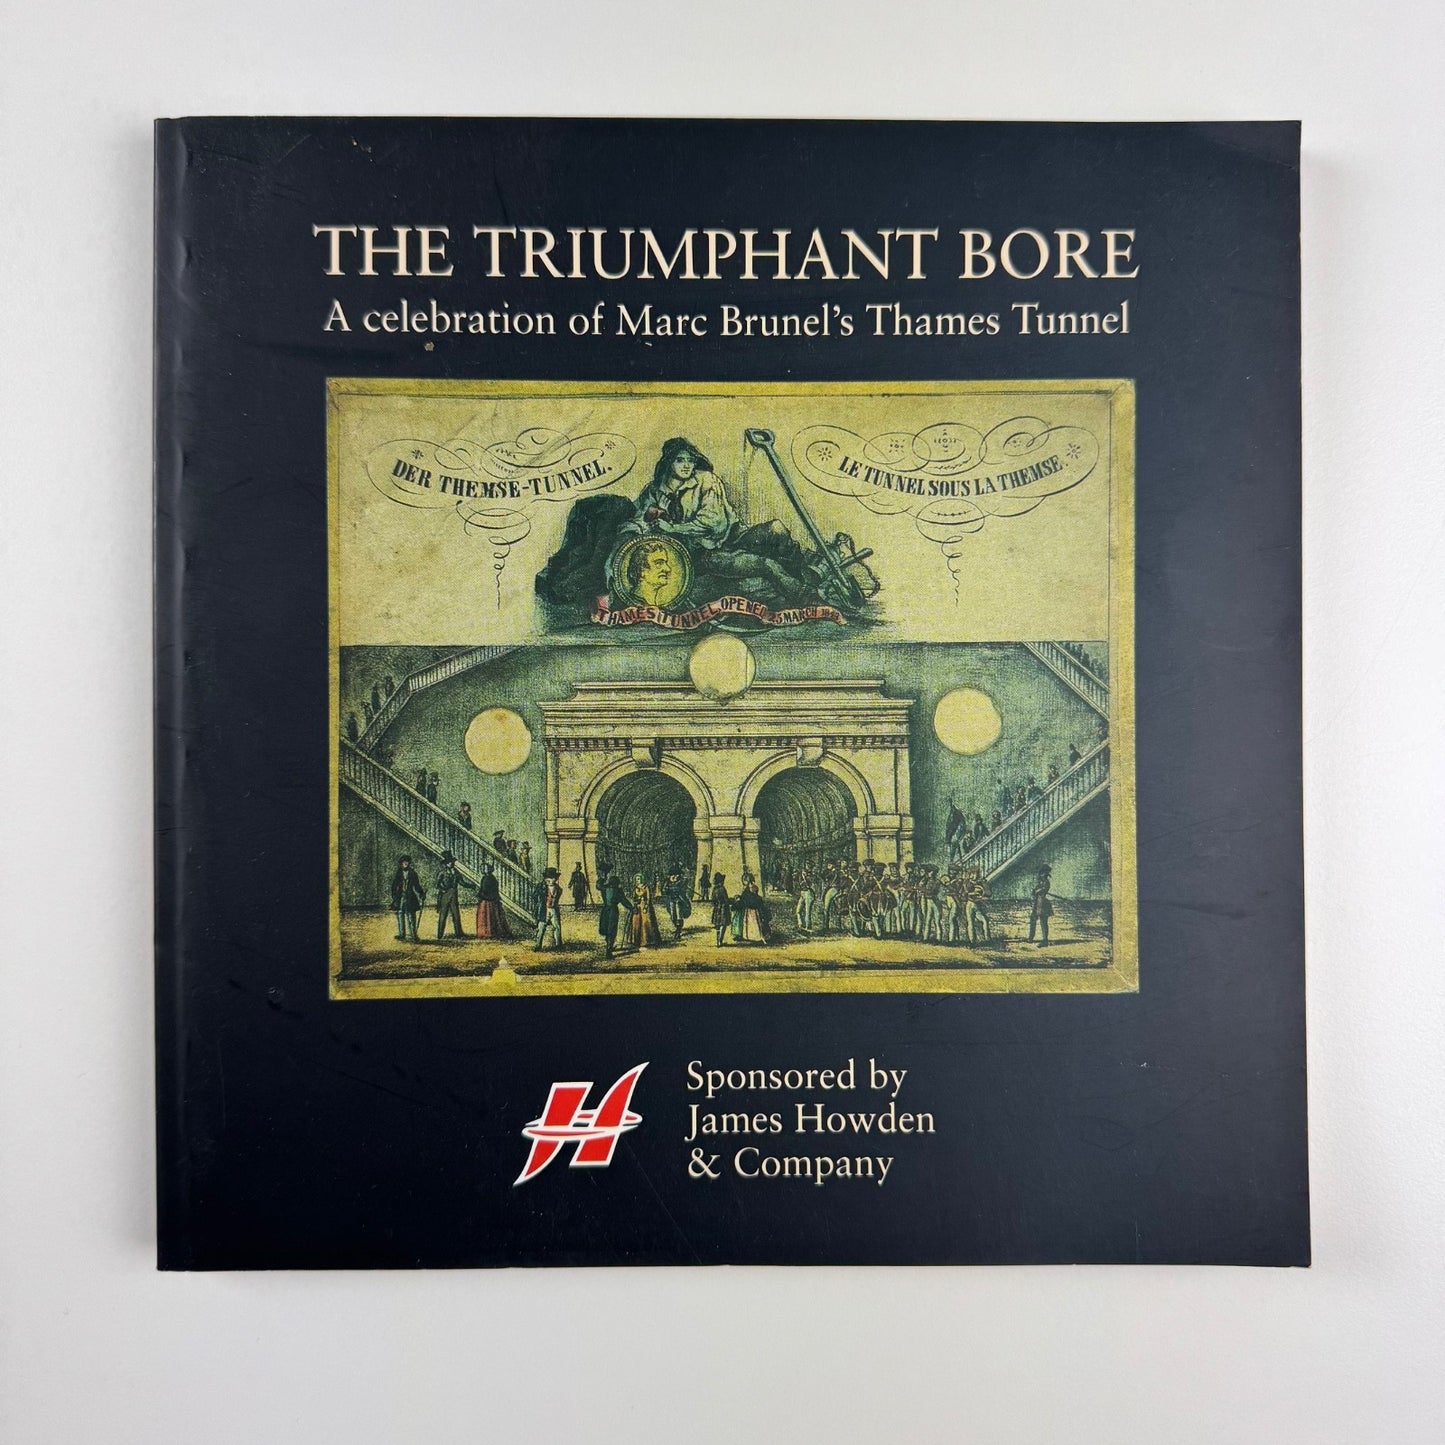 THE TRIUMPHANT BORE
A celebration of Marc Brunel's Thames Tunnel
DER THEMSE-TUNNEL.
LE TUNNEL SOUS LA THEMSE.
THAMES TUNNEL, OPENED 25 MARCH 1843
Sponsored by
James Howden
& Company